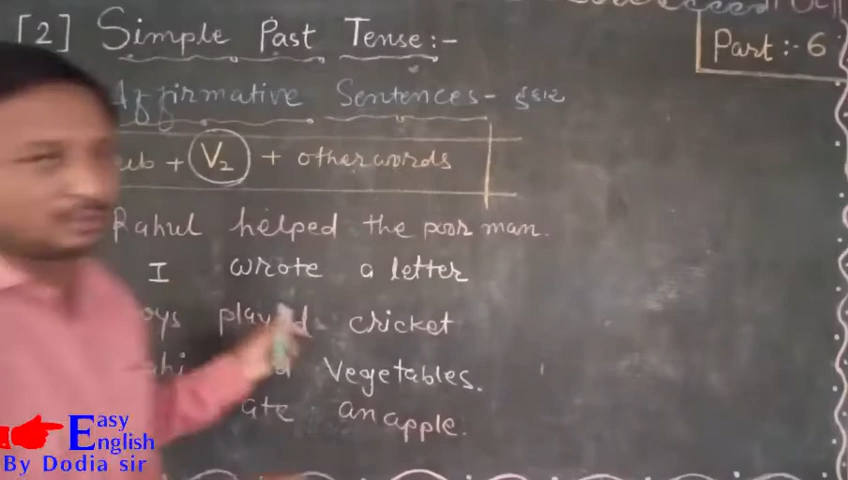 [2] Simple Past Tense:-
Part:-6
Affirmative Sentences- હકાર
+ V2 + other words
Rahul helped the poor man.
I wrote a letter
played cricket
Vegetables.
ate an apple.
Easy
English
By Dodia sir